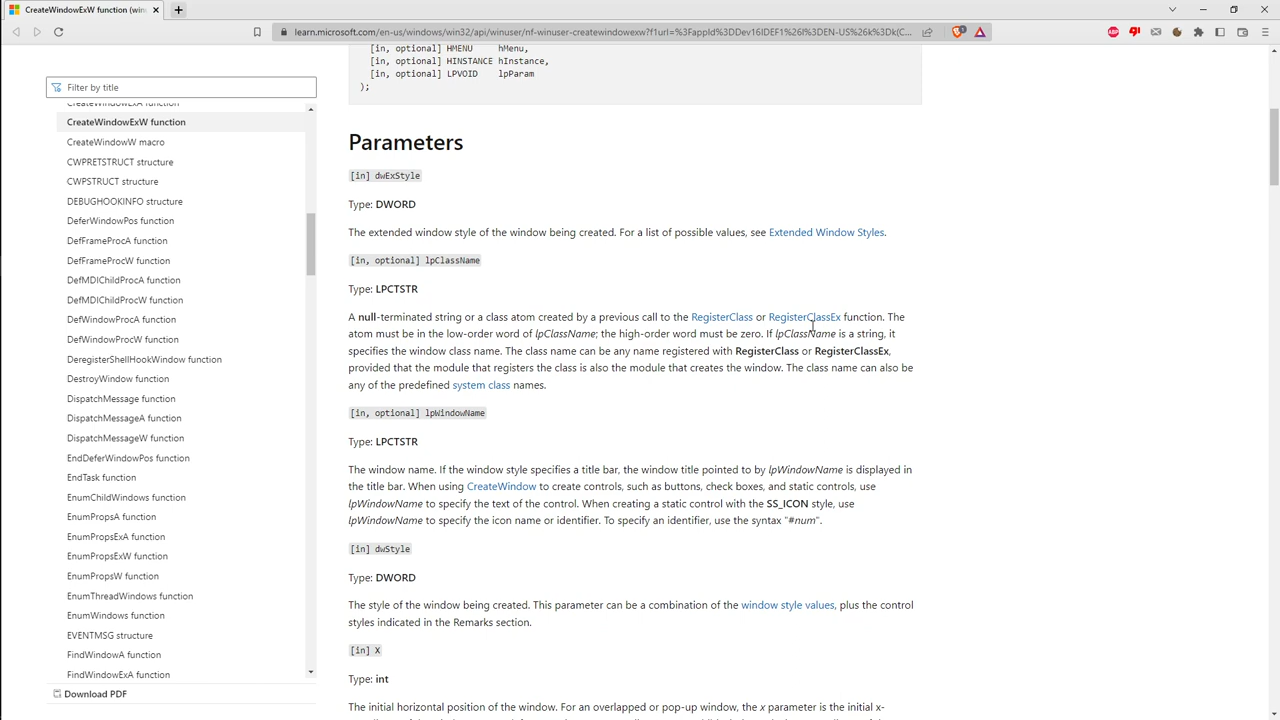 CreateWindowExW function (win
learn.microsoft.com/en-us/windows/win32/api/winuser/nf-winuser-createwindowexw?f1url=%3FappId%3DDev16IDEF1%26l%3DEN-US%26k%3Dk(C...
[in, optional] HMENU hMenu,
[in, optional] HINSTANCE hInstance,
[in, optional] LPVOID lpParam
);
Filter by title
CreateWindowExA function
CreateWindowExW function
CreateWindowW macro
CWPRETSTRUCT structure
CWPSTRUCT structure
DEBUGHOOKINFO structure
DeferWindowPos function
DefFrameProcA function
DefFrameProcW function
DefMDIChildProcA function
DefMDIChildProcW function
DefWindowProcA function
DefWindowProcW function
DeregisterShellHookWindow function
DestroyWindow function
DispatchMessage function
DispatchMessageA function
DispatchMessageW function
EndDeferWindowPos function
EndTask function
EnumChildWindows function
EnumPropsA function
EnumPropsExA function
EnumPropsExW function
EnumPropsW function
EnumThreadWindows function
EnumWindows function
EVENTMSG structure
FindWindowA function
FindWindowExA function
Download PDF
Parameters
[in] dwExStyle
Type: DWORD
The extended window style of the window being created. For a list of possible values, see Extended Window Styles.
[in, optional] lpClassName
Type: LPCTSTR
A null-terminated string or a class atom created by a previous call to the RegisterClass or RegisterClassEx function. The
atom must be in the low-order word of lpClassName; the high-order word must be zero. If lpClassName is a string, it
specifies the window class name. The class name can be any name registered with RegisterClass or RegisterClassEx,
provided that the module that registers the class is also the module that creates the window. The class name can also be
any of the predefined system class names.
[in, optional] lpWindowName
Type: LPCTSTR
The window name. If the window style specifies a title bar, the window title pointed to by lpWindowName is displayed in
the title bar. When using CreateWindow to create controls, such as buttons, check boxes, and static controls, use
lpWindowName to specify the text of the control. When creating a static control with the SS_ICON style, use
lpWindowName to specify the icon name or identifier. To specify an identifier, use the syntax "#num".
[in] dwStyle
Type: DWORD
The style of the window being created. This parameter can be a combination of the window style values, plus the control
styles indicated in the Remarks section.
[in] X
Type: int
The initial horizontal position of the window. For an overlapped or pop-up window, the x parameter is the initial x-